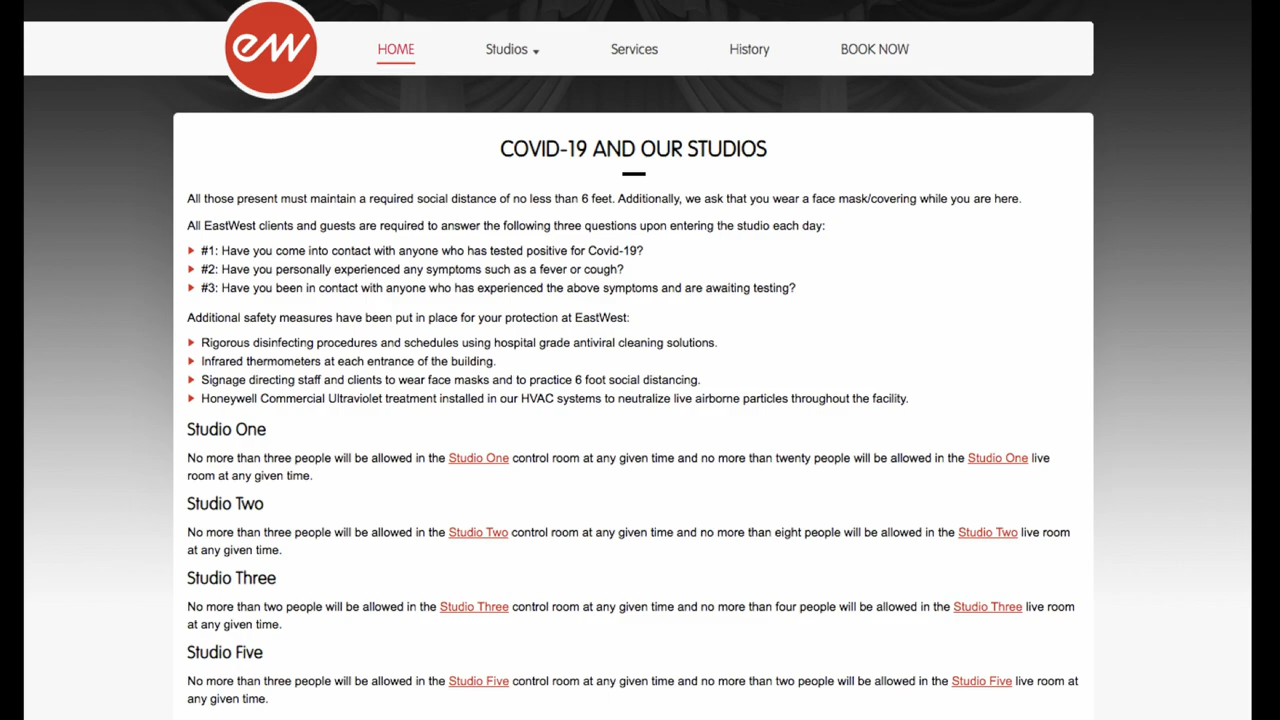 ew
HOME Studios Services History BOOK NOW
COVID-19 AND OUR STUDIOS
All those present must maintain a required social distance of no less than 6 feet. Additionally, we ask that you wear a face mask/covering while you are here.
All EastWest clients and guests are required to answer the following three questions upon entering the studio each day:
#1: Have you come into contact with anyone who has tested positive for Covid-19?
#2: Have you personally experienced any symptoms such as a fever or cough?
#3: Have you been in contact with anyone who has experienced the above symptoms and are awaiting testing?
Additional safety measures have been put in place for your protection at EastWest:
Rigorous disinfecting procedures and schedules using hospital grade antiviral cleaning solutions.
Infrared thermometers at each entrance of the building.
Signage directing staff and clients to wear face masks and to practice 6 foot social distancing.
Honeywell Commercial Ultraviolet treatment installed in our HVAC systems to neutralize live airborne particles throughout the facility.
Studio One
No more than three people will be allowed in the Studio One control room at any given time and no more than twenty people will be allowed in the Studio One live
room at any given time.
Studio Two
No more than three people will be allowed in the Studio Two control room at any given time and no more than eight people will be allowed in the Studio Two live room
at any given time.
Studio Three
No more than two people will be allowed in the Studio Three control room at any given time and no more than four people will be allowed in the Studio Three live room
at any given time.
Studio Five
No more than three people will be allowed in the Studio Five control room at any given time and no more than two people will be allowed in the Studio Five live room at
any given time.